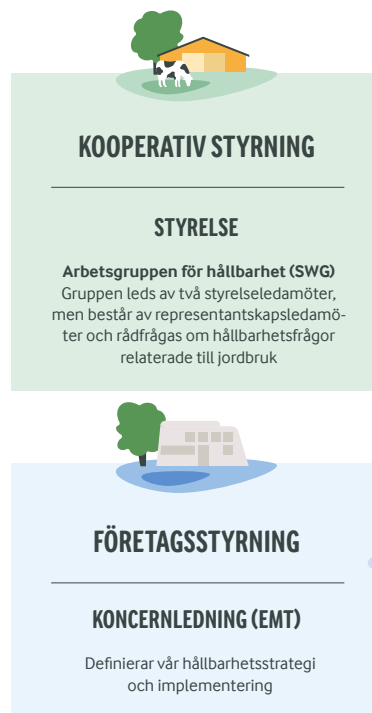 KOOPERATIV STYRNING
STYRELSE
Arbetsgruppen för hållbarhet (SWG)
Gruppen leds av två styrelseledamöter,
men består av representantskapsledamö-
ter och rådfrågas om hållbarhetsfrågor
relaterade till jordbruk
FÖRETAGSSTYRNING
KONCERNLEDNING (EMT)
Definierar vår hållbarhetsstrategi
och implementering